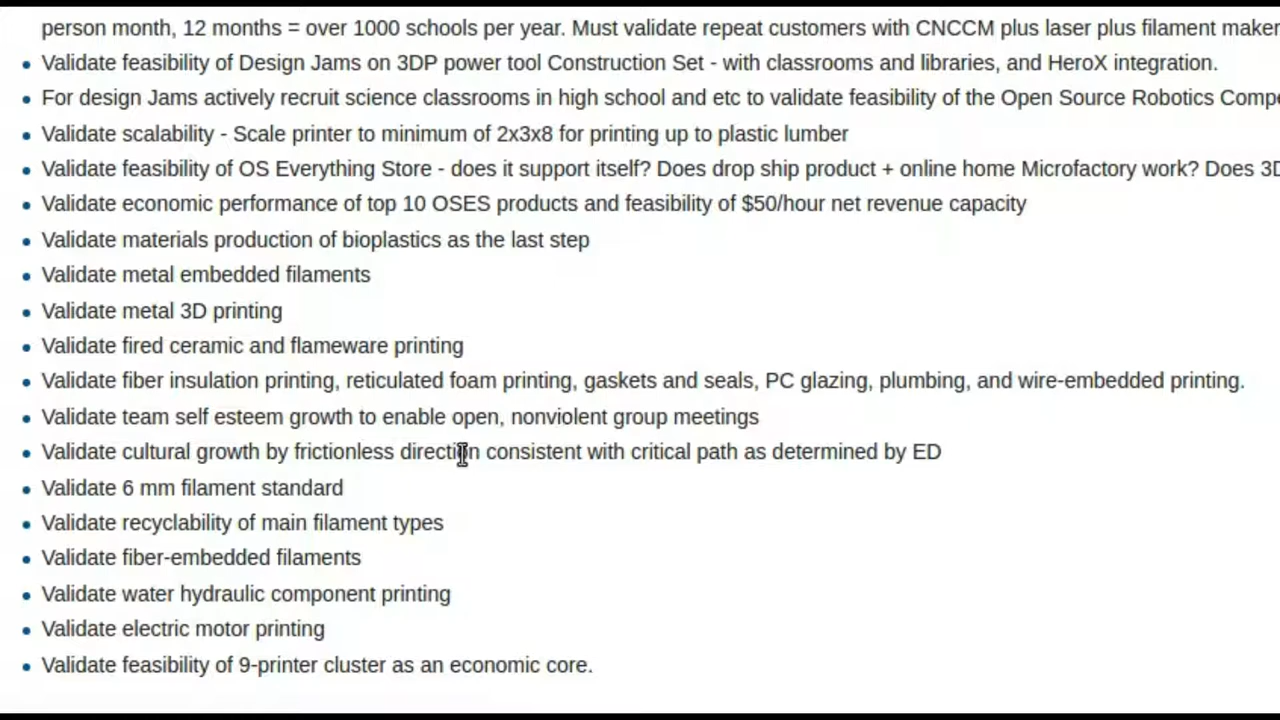 person month, 12 months = over 1000 schools per year. Must validate repeat customers with CNCCM plus laser plus filament maker
Validate feasibility of Design Jams on 3DP power tool Construction Set - with classrooms and libraries, and HeroX integration.
For design Jams actively recruit science classrooms in high school and etc to validate feasibility of the Open Source Robotics
Validate scalability - Scale printer to minimum of 2x3x8 for printing up to plastic lumber
Validate feasibility of OS Everything Store - does it support itself? Does drop ship product + online home Microfactory work? Does
Validate economic performance of top 10 OSES products and feasibility of $50/hour net revenue capacity
Validate materials production of bioplastics as the last step
Validate metal embedded filaments
Validate metal 3D printing
Validate fired ceramic and flameware printing
Validate fiber insulation printing, reticulated foam printing, gaskets and seals, PC glazing, plumbing, and wire-embedded printing.
Validate team self esteem growth to enable open, nonviolent group meetings
Validate cultural growth by frictionless direction consistent with critical path as determined by ED
Validate 6 mm filament standard
Validate recyclability of main filament types
Validate fiber-embedded filaments
Validate water hydraulic component printing
Validate electric motor printing
Validate feasibility of 9-printer cluster as an economic core.